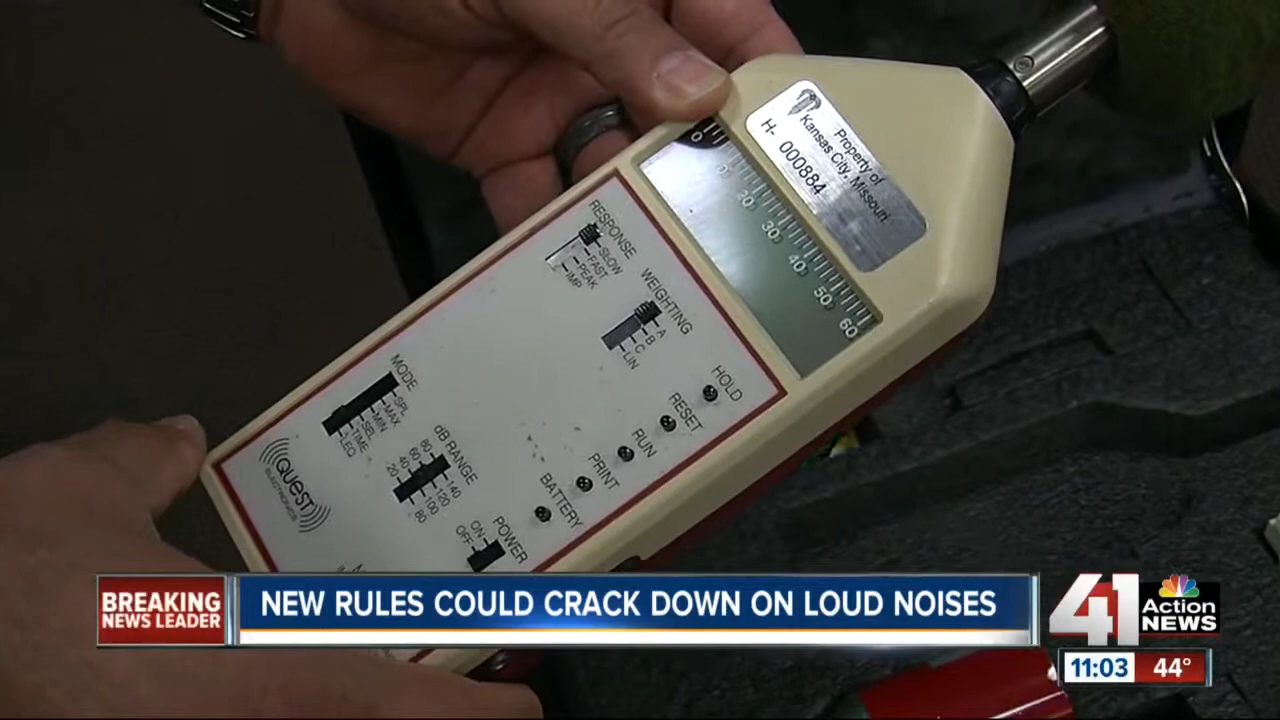 Property of
Kansas City, Missouri
H- 000884
0
20
30
40
50
60
RESPONSE
SLOW
FAST
PEAK
IMP
WEIGHTING
A
B
C
LIN
HOLD
RESET
RUN
PRINT
BATTERY
MODE
SPL
MAX
MIN
SEL
TIME
LEQ
dB RANGE
80 140
60 120
40 100
20 80
POWER
ON
OFF
QUEST
ELECTRONICS
BREAKING
NEWS LEADER
NEW RULES COULD CRACK DOWN ON LOUD NOISES
41 Action
NEWS
11:03 44°